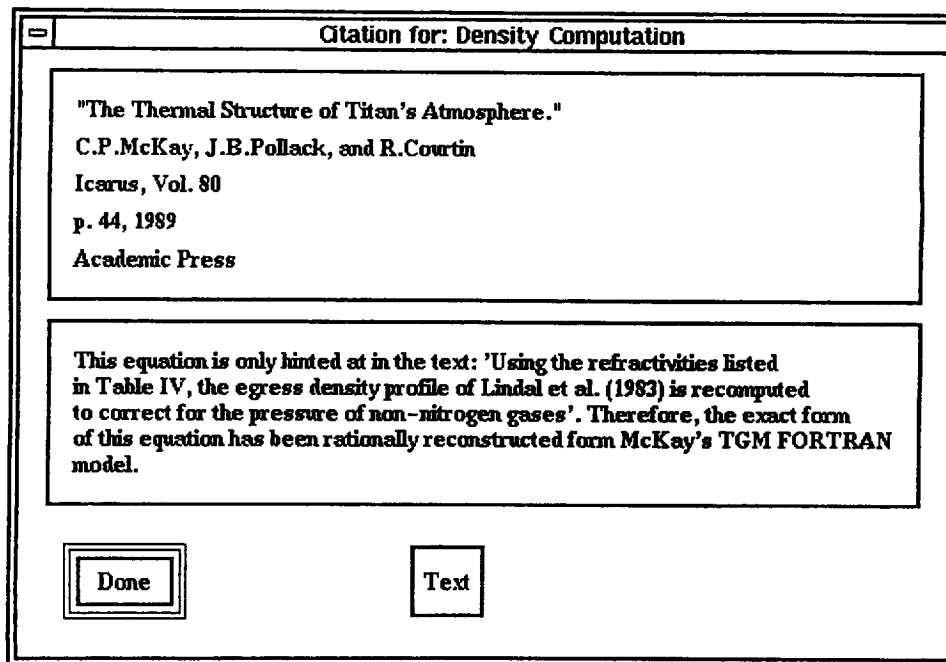 Citation for: Density Computation
"The Thermal Structure of Titan's Atmosphere."
C.P.McKay, J.B.Pollack, and R.Courtin
Icarus, Vol. 80
p. 44, 1989
Academic Press
This equation is only hinted at in the text: 'Using the refractivities listed
in Table IV, the egress density profile of Lindal et al. (1983) is recomputed
to correct for the pressure of non-nitrogen gases'. Therefore, the exact form
of this equation has been rationally reconstructed form McKay's TGM FORTRAN
model.
Done
Text